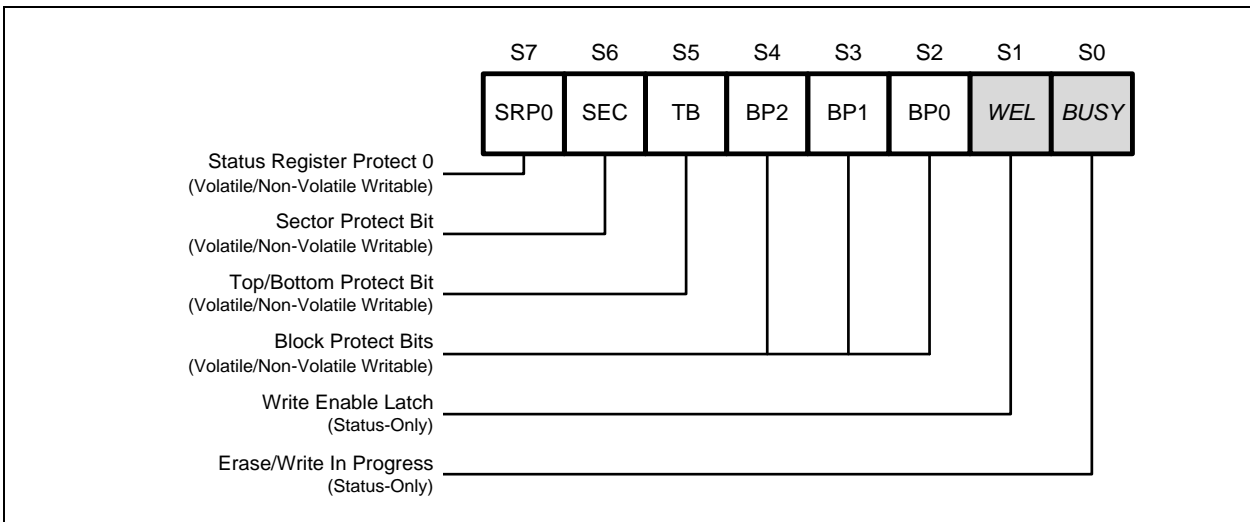 S7 S6 S5 S4 S3 S2 S1 S0
SRP0 SEC TB BP2 BP1 BP0 WEL BUSY
Status Register Protect 0
(Volatile/Non-Volatile Writable)
Sector Protect Bit
(Volatile/Non-Volatile Writable)
Top/Bottom Protect Bit
(Volatile/Non-Volatile Writable)
Block Protect Bits
(Volatile/Non-Volatile Writable)
Write Enable Latch
(Status-Only)
Erase/Write In Progress
(Status-Only)